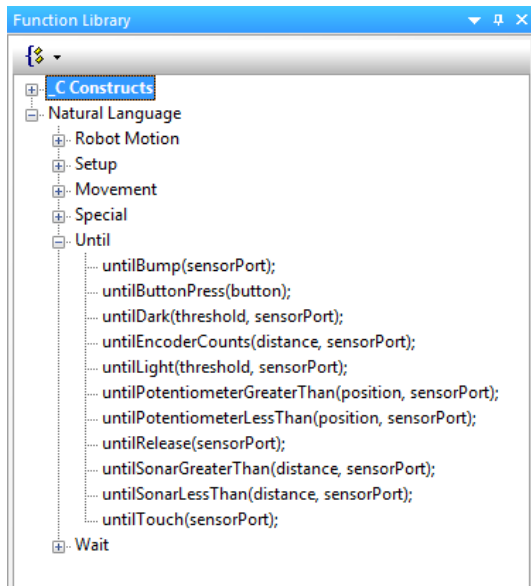 Function Library
_C Constructs
Natural Language
Robot Motion
Setup
Movement
Special
Until
untilBump(sensorPort);
untilButtonPress(button);
untilDark(threshold, sensorPort);
untilEncoderCounts(distance, sensorPort);
untilLight(threshold, sensorPort);
untilPotentiometerGreaterThan(position, sensorPort);
untilPotentiometerLessThan(position, sensorPort);
untilRelease(sensorPort);
untilSonarGreaterThan(distance, sensorPort);
untilSonarLessThan(distance, sensorPort);
untilTouch(sensorPort);
Wait